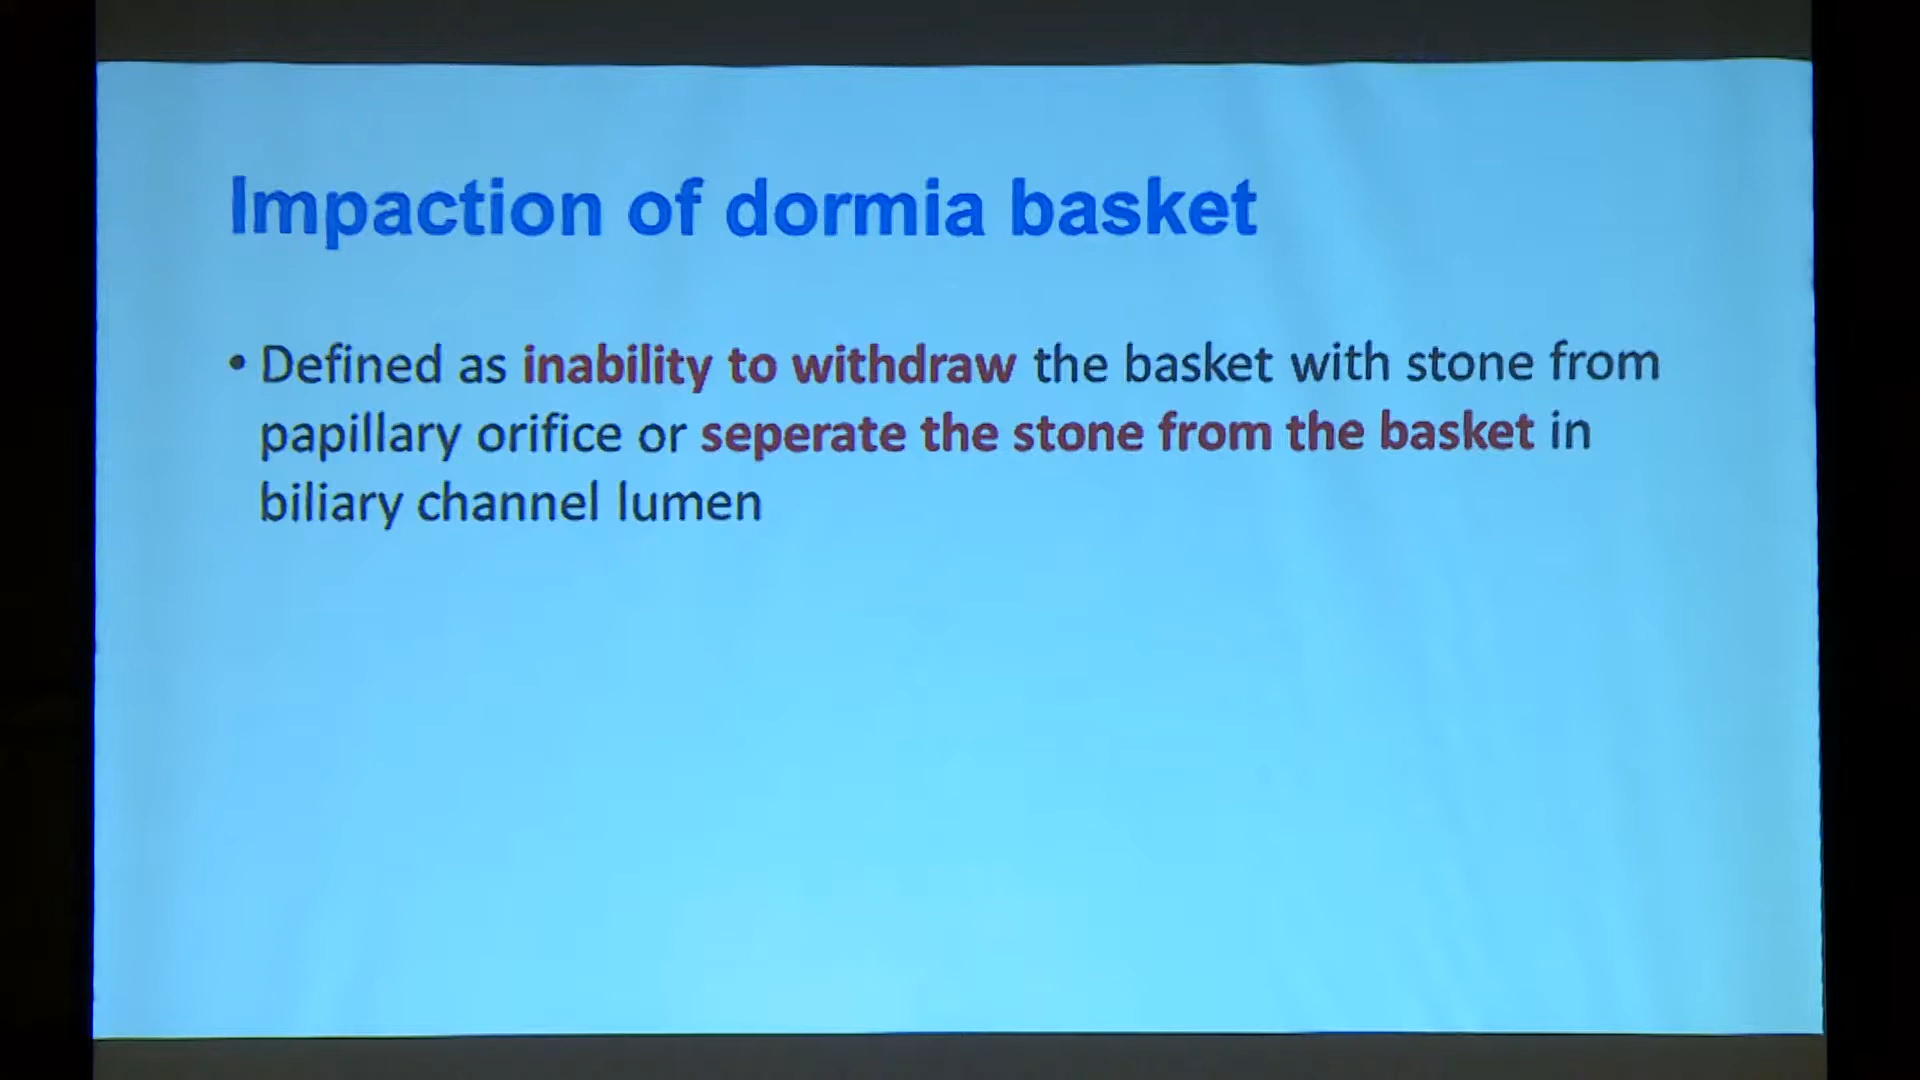 Impaction of dormia basket
• Defined as inability to withdraw the basket with stone from
papillary orifice or seperate the stone from the basket in
biliary channel lumen